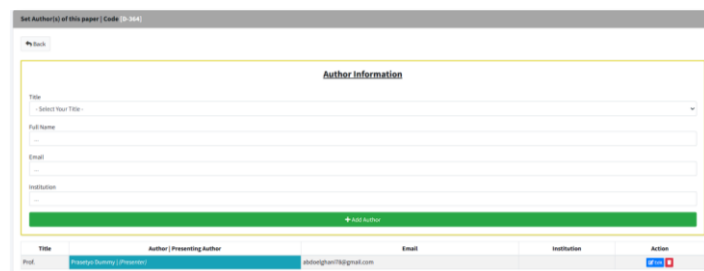 Set Author(s) of this paper | Code [D-364]
Back
Author Information
Title
- Select Your Title -
Full Name
...
Email
...
Institution
...
+ Add Author
Title Author | Presenting Author Email Institution Action
Prof. Prasetyo Dummy | (Presenter) abdoelghani78@gmail.com Edit